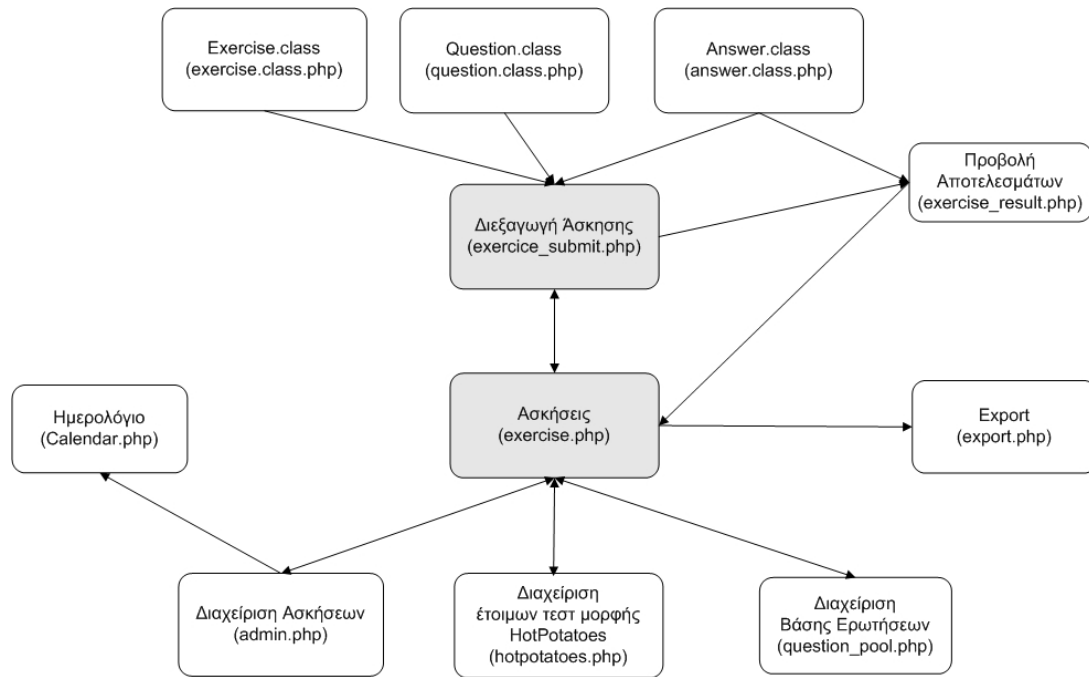 Exercise.class
(exercise.class.php)
Question.class
(question.class.php)
Answer.class
(answer.class.php)
Προβολή
Αποτελεσμάτων
(exercise_result.php)
Διεξαγωγή Άσκησης
(exercice_submit.php)
Ημερολόγιο
(Calendar.php)
Ασκήσεις
(exercise.php)
Export
(export.php)
Διαχείριση Ασκήσεων
(admin.php)
Διαχείριση
έτοιμων τεστ μορφής
HotPotatoes
(hotpotatoes.php)
Διαχείριση
Βάσης Ερωτήσεων
(question_pool.php)